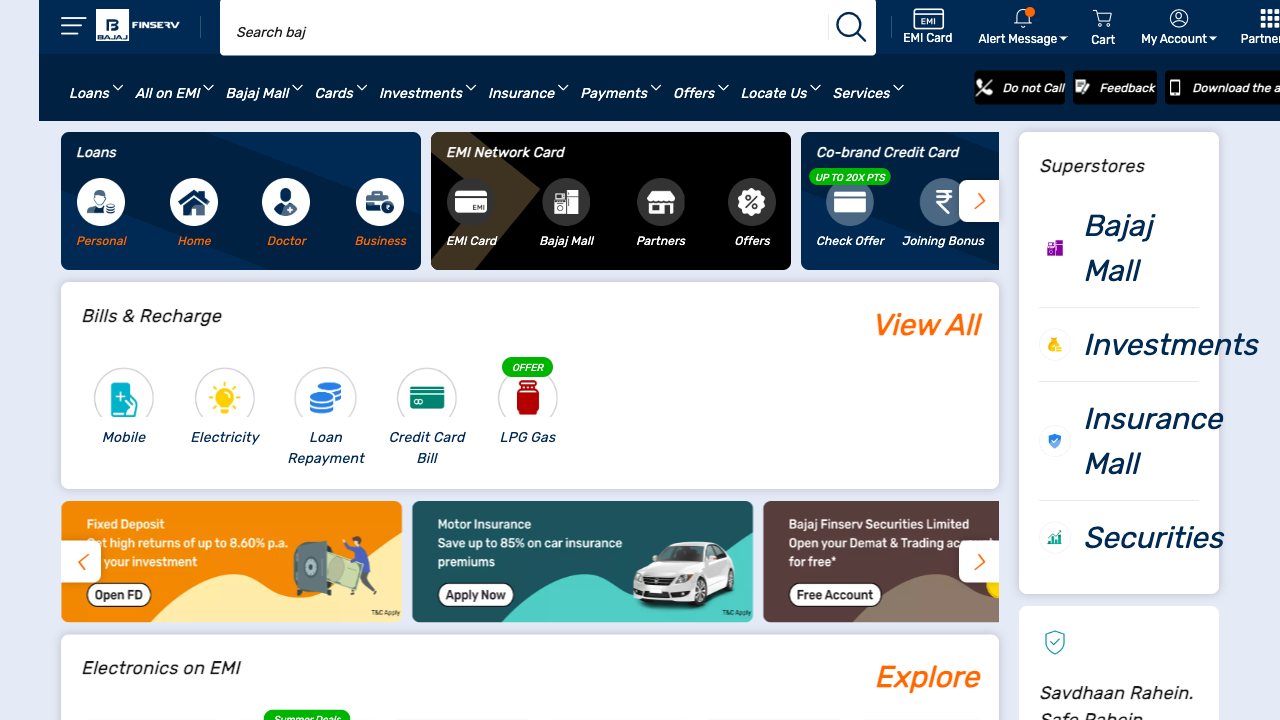 BAJAJ FINSERV
Search baj
EMI
EMI Card
Alert Message
Cart
My Account
Loans
All on EMI
Bajaj Mall
Cards
Investments
Insurance
Payments
Offers
Locate Us
Services
Do not Call
Feedback
Download the
Loans
Personal
Home
Doctor
Business
EMI Network Card
EMI
EMI Card
Bajaj Mall
Partners
Offers
Co-brand Credit Card
UP TO 20X PTS
Check Offer
Joining Bonus
Superstores
Bajaj
Mall
Investments
Insurance
Mall
Securities
Bills & Recharge
View All
OFFER
Mobile
Electricity
Loan
Repayment
Credit Card
Bill
LPG Gas
Fixed Deposit
Get high returns of up to 8.60% p.a.
your investment
Open FD
T&C Apply
Motor Insurance
Save up to 85% on car insurance
premiums
Apply Now
T&C Apply
Bajaj Finserv Securities Limited
Open your Demat & Trading
for free*
Free Account
Electronics on EMI
Explore
Summer Deals
Savdhaan Rahein.
Safe Rahein